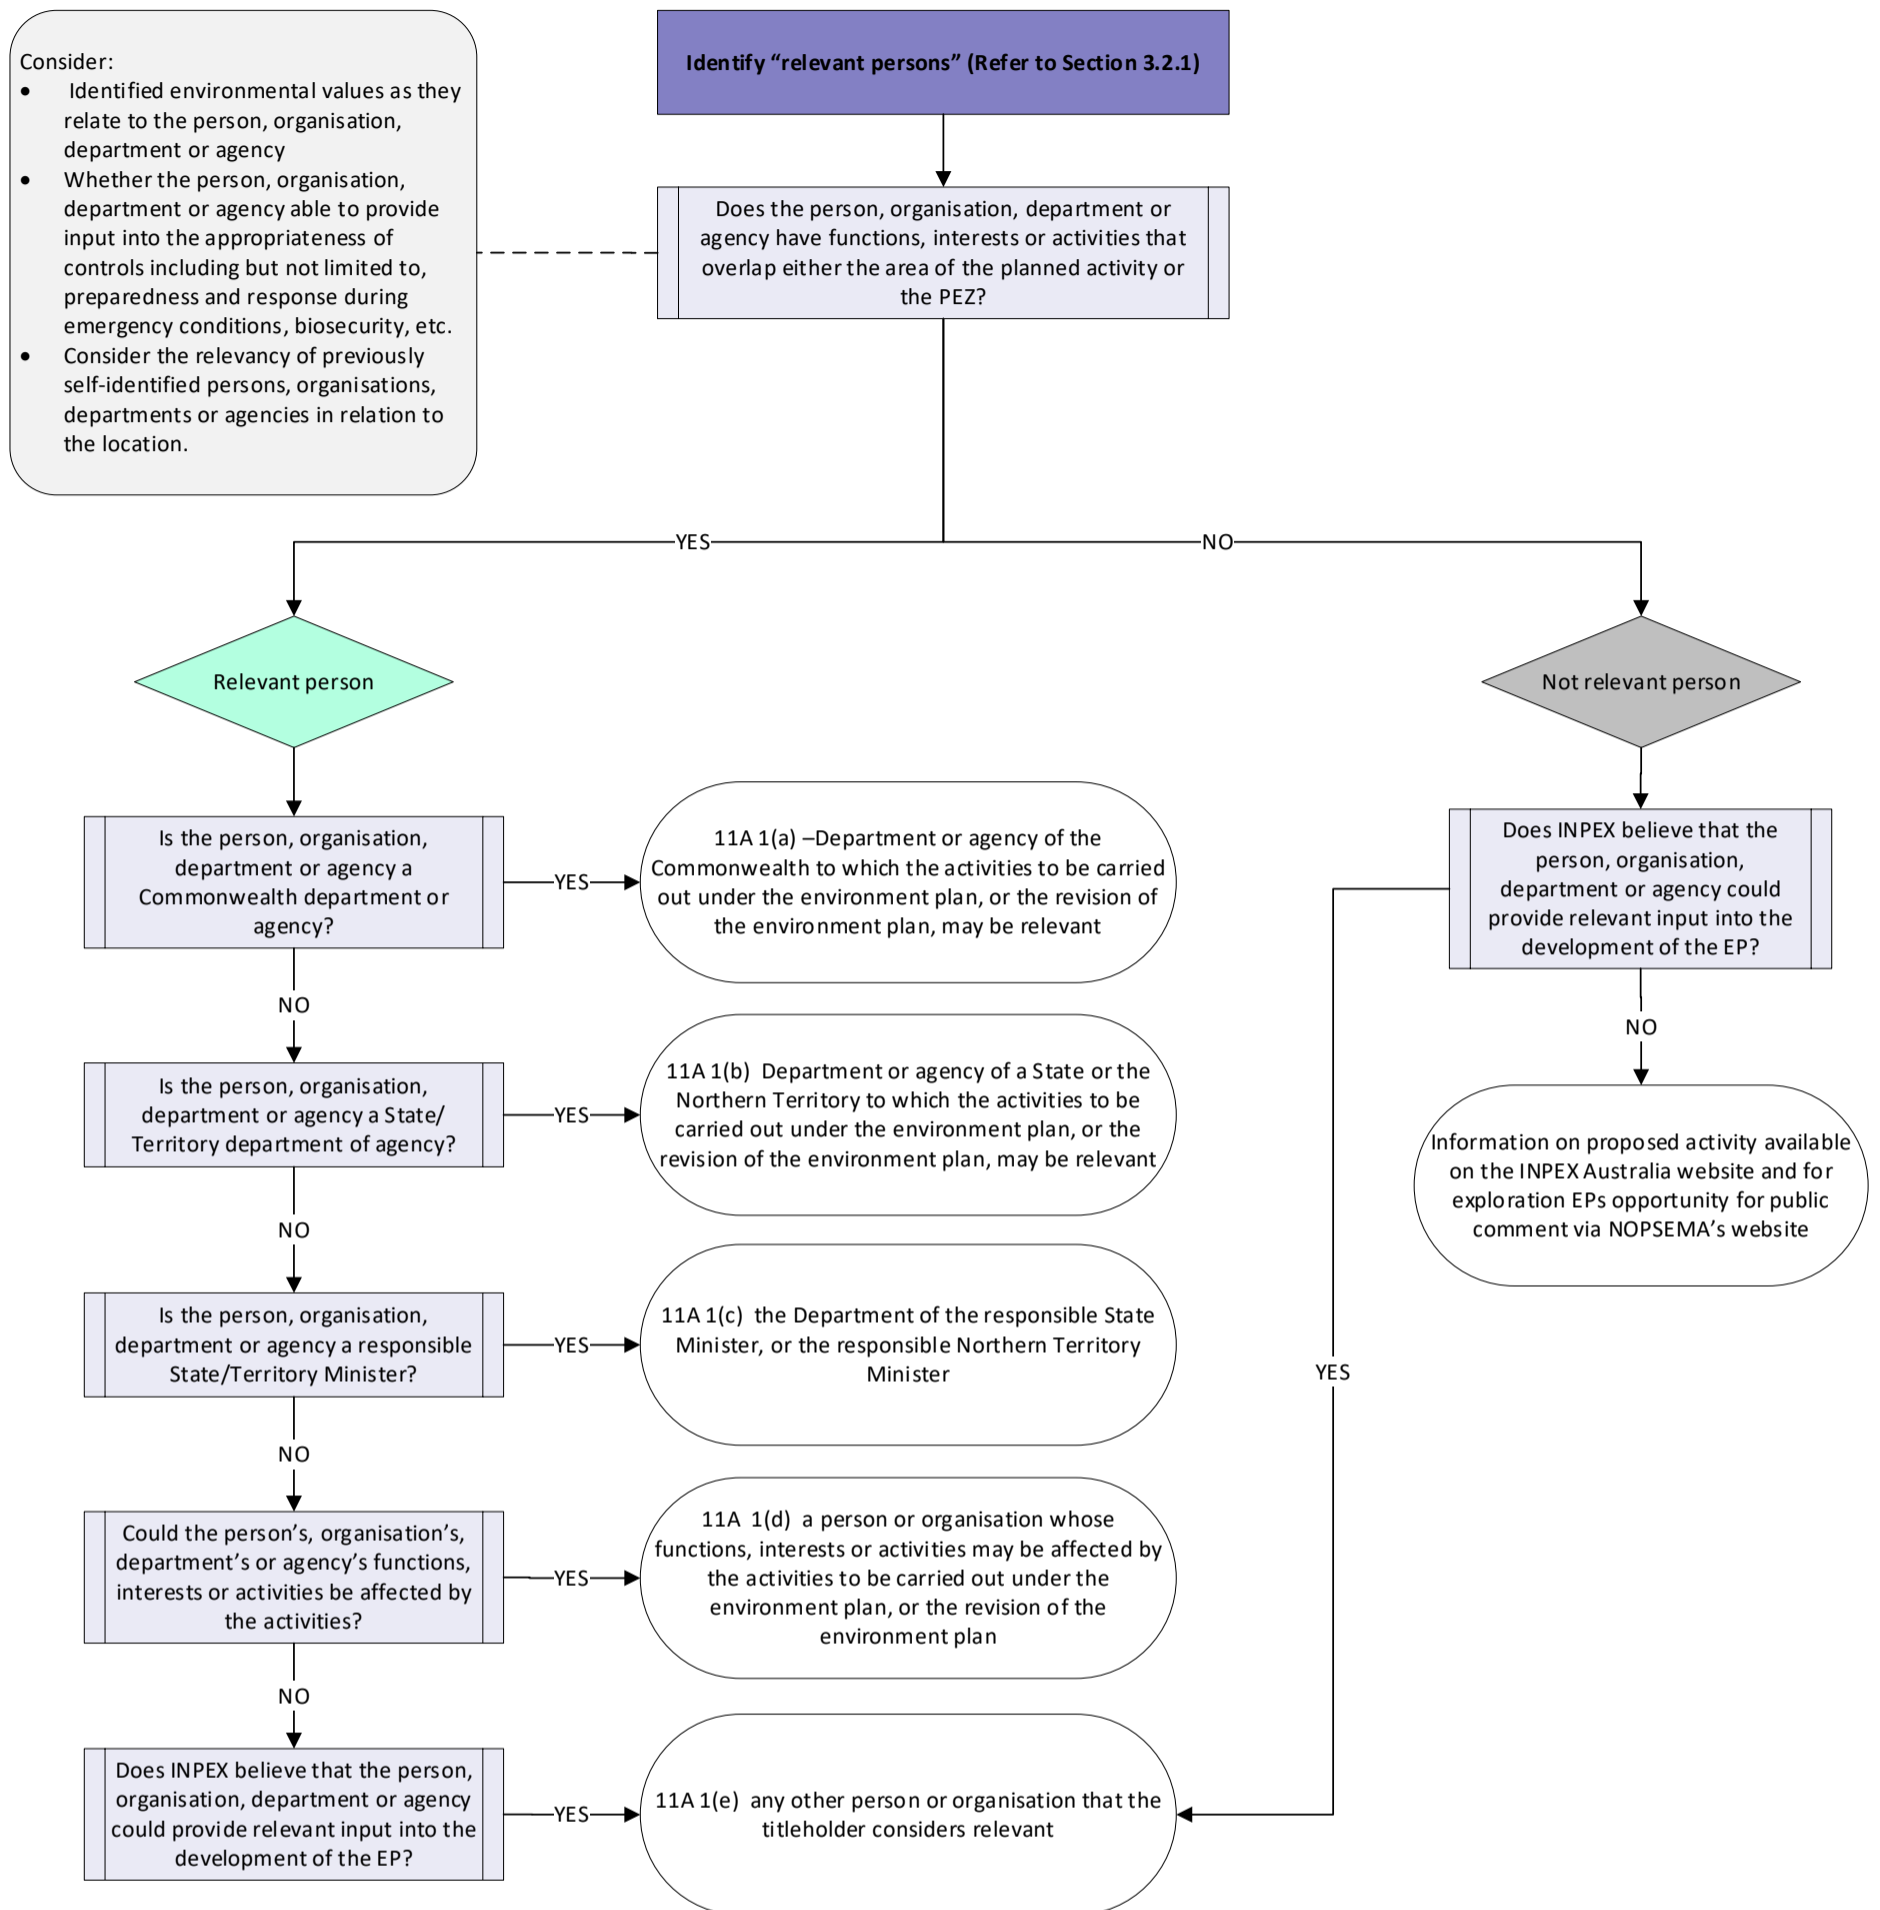 Consider:
• Identified environmental values as they
relate to the person, organisation,
department or agency
• Whether the person, organisation,
department or agency able to provide
input into the appropriateness of
controls including but not limited to,
preparedness and response during
emergency conditions, biosecurity, etc.
• Consider the relevancy of previously
self-identified persons, organisations,
departments or agencies in relation to
the location.
Identify “relevant persons” (Refer to Section 3.2.1)
Does the person, organisation, department or
agency have functions, interests or activities that
overlap either the area of the planned activity or
the PEZ?
YES
NO
Relevant person
Not relevant person
Is the person, organisation,
department or agency a
Commonwealth department or
agency?
YES
11A 1(a) –Department or agency of the
Commonwealth to which the activities to be carried
out under the environment plan, or the revision of
the environment plan, may be relevant
NO
Is the person, organisation,
department or agency a State/
Territory department of agency?
YES
11A 1(b) Department or agency of a State or the
Northern Territory to which the activities to be
carried out under the environment plan, or the
revision of the environment plan, may be relevant
NO
Is the person, organisation,
department or agency a responsible
State/Territory Minister?
YES
11A 1(c) the Department of the responsible State
Minister, or the responsible Northern Territory
Minister
NO
Could the person’s, organisation’s,
department’s or agency’s functions,
interests or activities be affected by
the activities?
YES
11A 1(d) a person or organisation whose
functions, interests or activities may be affected by
the activities to be carried out under the
environment plan, or the revision of the
environment plan
NO
Does INPEX believe that the person,
organisation, department or agency
could provide relevant input into the
development of the EP?
YES
11A 1(e) any other person or organisation that the
titleholder considers relevant
Does INPEX believe that the
person, organisation,
department or agency could
provide relevant input into the
development of the EP?
YES
NO
Information on proposed activity available
on the INPEX Australia website and for
exploration EPs opportunity for public
comment via NOPSEMA’s website